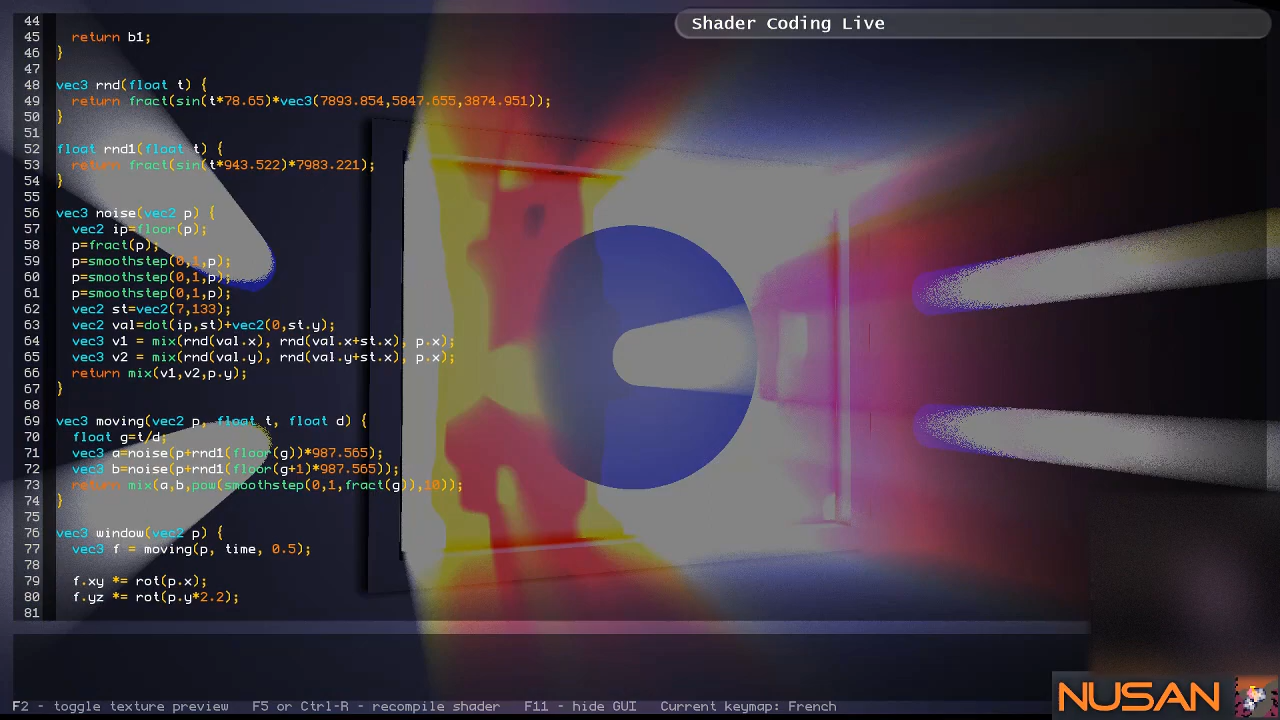 Shader Coding Live
44
45 return b1;
46 }
47
48 vec3 rnd(float t) {
49 return fract(sin(t*78.65)*vec3(7893.854,5847.655,3874.951));
50 }
51
52 float rnd1(float t) {
53 return fract(sin(t*943.522)*7983.221);
54 }
55
56 vec3 noise(vec2 p) {
57 vec2 ip=floor(p);
58 p=fract(p);
59 p=smoothstep(0,1,p);
60 p=smoothstep(0,1,p);
61 p=smoothstep(0,1,p);
62 vec2 st=vec2(7,133);
63 vec2 val=dot(ip,st)+vec2(0,st.y);
64 vec3 v1 = mix(rnd(val.x), rnd(val.x+st.x), p.x);
65 vec3 v2 = mix(rnd(val.y), rnd(val.y+st.x), p.x);
66 return mix(v1,v2,p.y);
67 }
68
69 vec3 moving(vec2 p, float t, float d) {
70 float g=t/d;
71 vec3 a=noise(p+rnd1(floor(g))*987.565);
72 vec3 b=noise(p+rnd1(floor(g+1)*987.565));
73 return mix(a,b,pow(smoothstep(0,1,fract(g)),10));
74 }
75
76 vec3 window(vec2 p) {
77 vec3 f = moving(p, time, 0.5);
78
79 f.xy *= rot(p.x);
80 f.yz *= rot(p.y*2.2);
81
F2 - toggle texture preview F5 or Ctrl-R - recompile shader F11 - hide GUI Current keymap: French
NUSAN